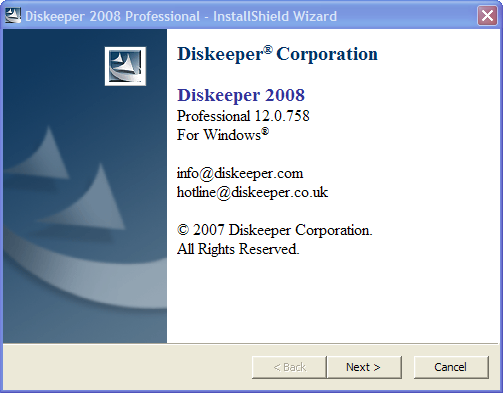 Diskeeper 2008 Professional - InstallShield Wizard
Diskeeper® Corporation
Diskeeper 2008
Professional 12.0.758
For Windows®
info@diskeeper.com
hotline@diskeeper.co.uk
© 2007 Diskeeper Corporation.
All Rights Reserved.
< Back Next > Cancel